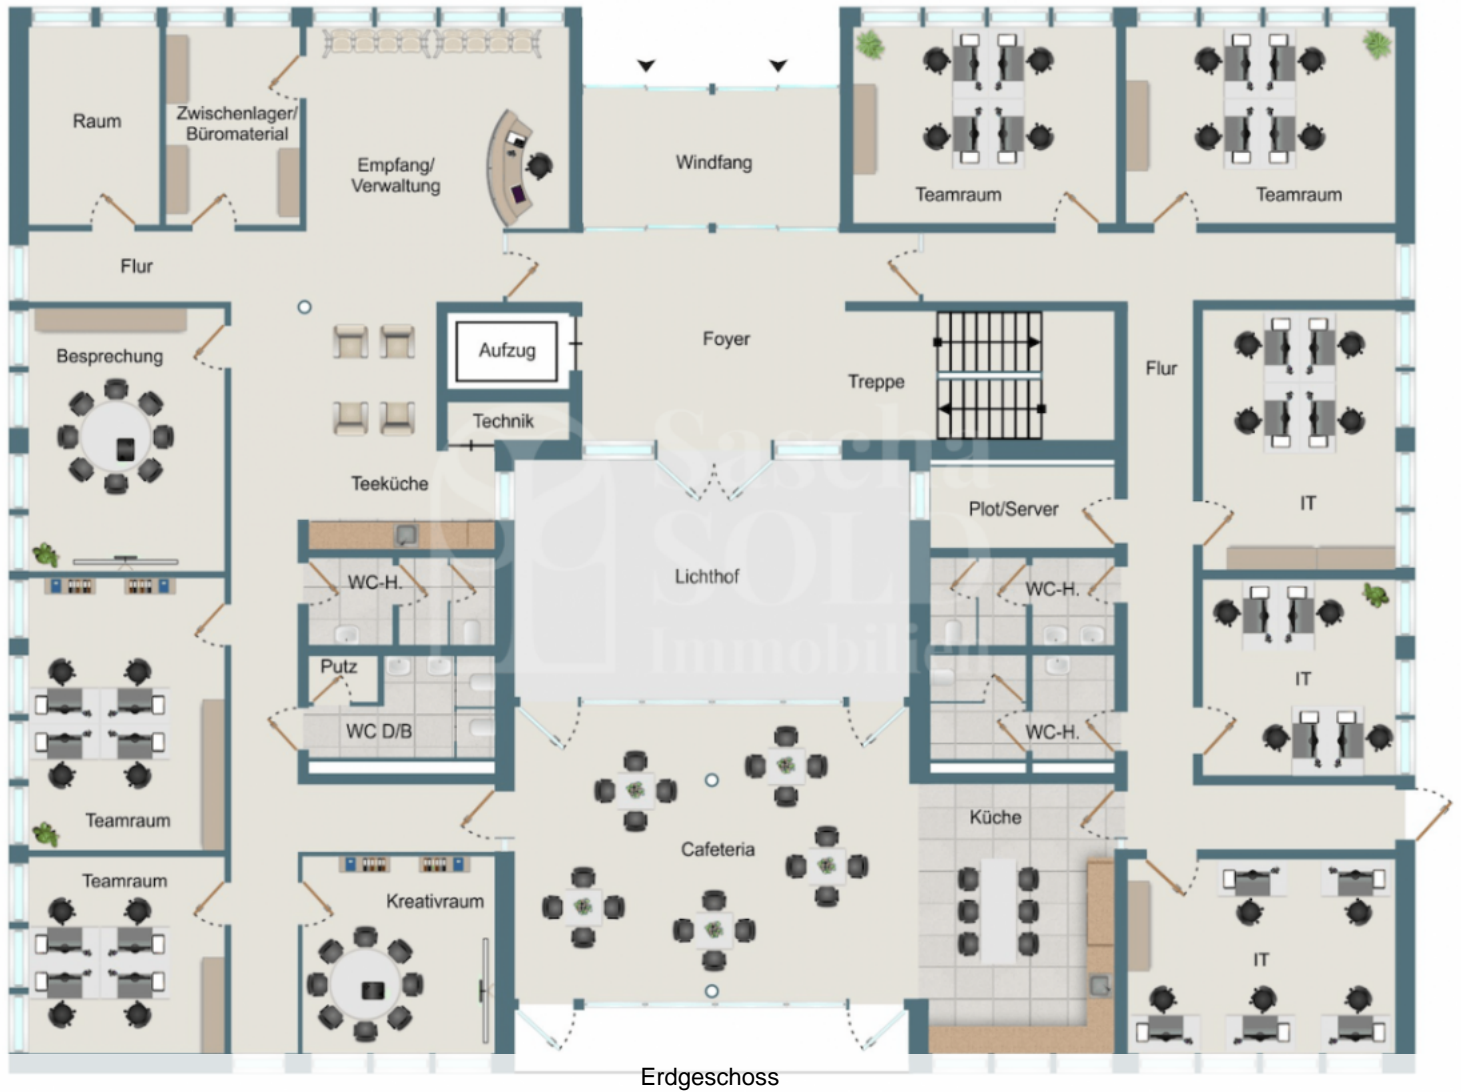 Raum
Zwischenlager/
Büromaterial
Empfang/
Verwaltung
Windfang
Teamraum
Teamraum
Flur
Besprechung
Aufzug
Technik
Foyer
Treppe
Flur
Teeküche
Plot/Server
IT
Sascha
SOLD
Immobilien
WC-H.
Lichthof
WC-H.
IT
Putz
WC D/B
WC-H.
Teamraum
Cafeteria
Küche
Teamraum
Kreativraum
IT
Erdgeschoss